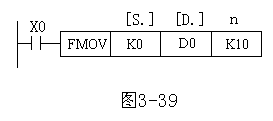 [S.] [D.] n
X0
FMOV K0 D0 K10
图3-39